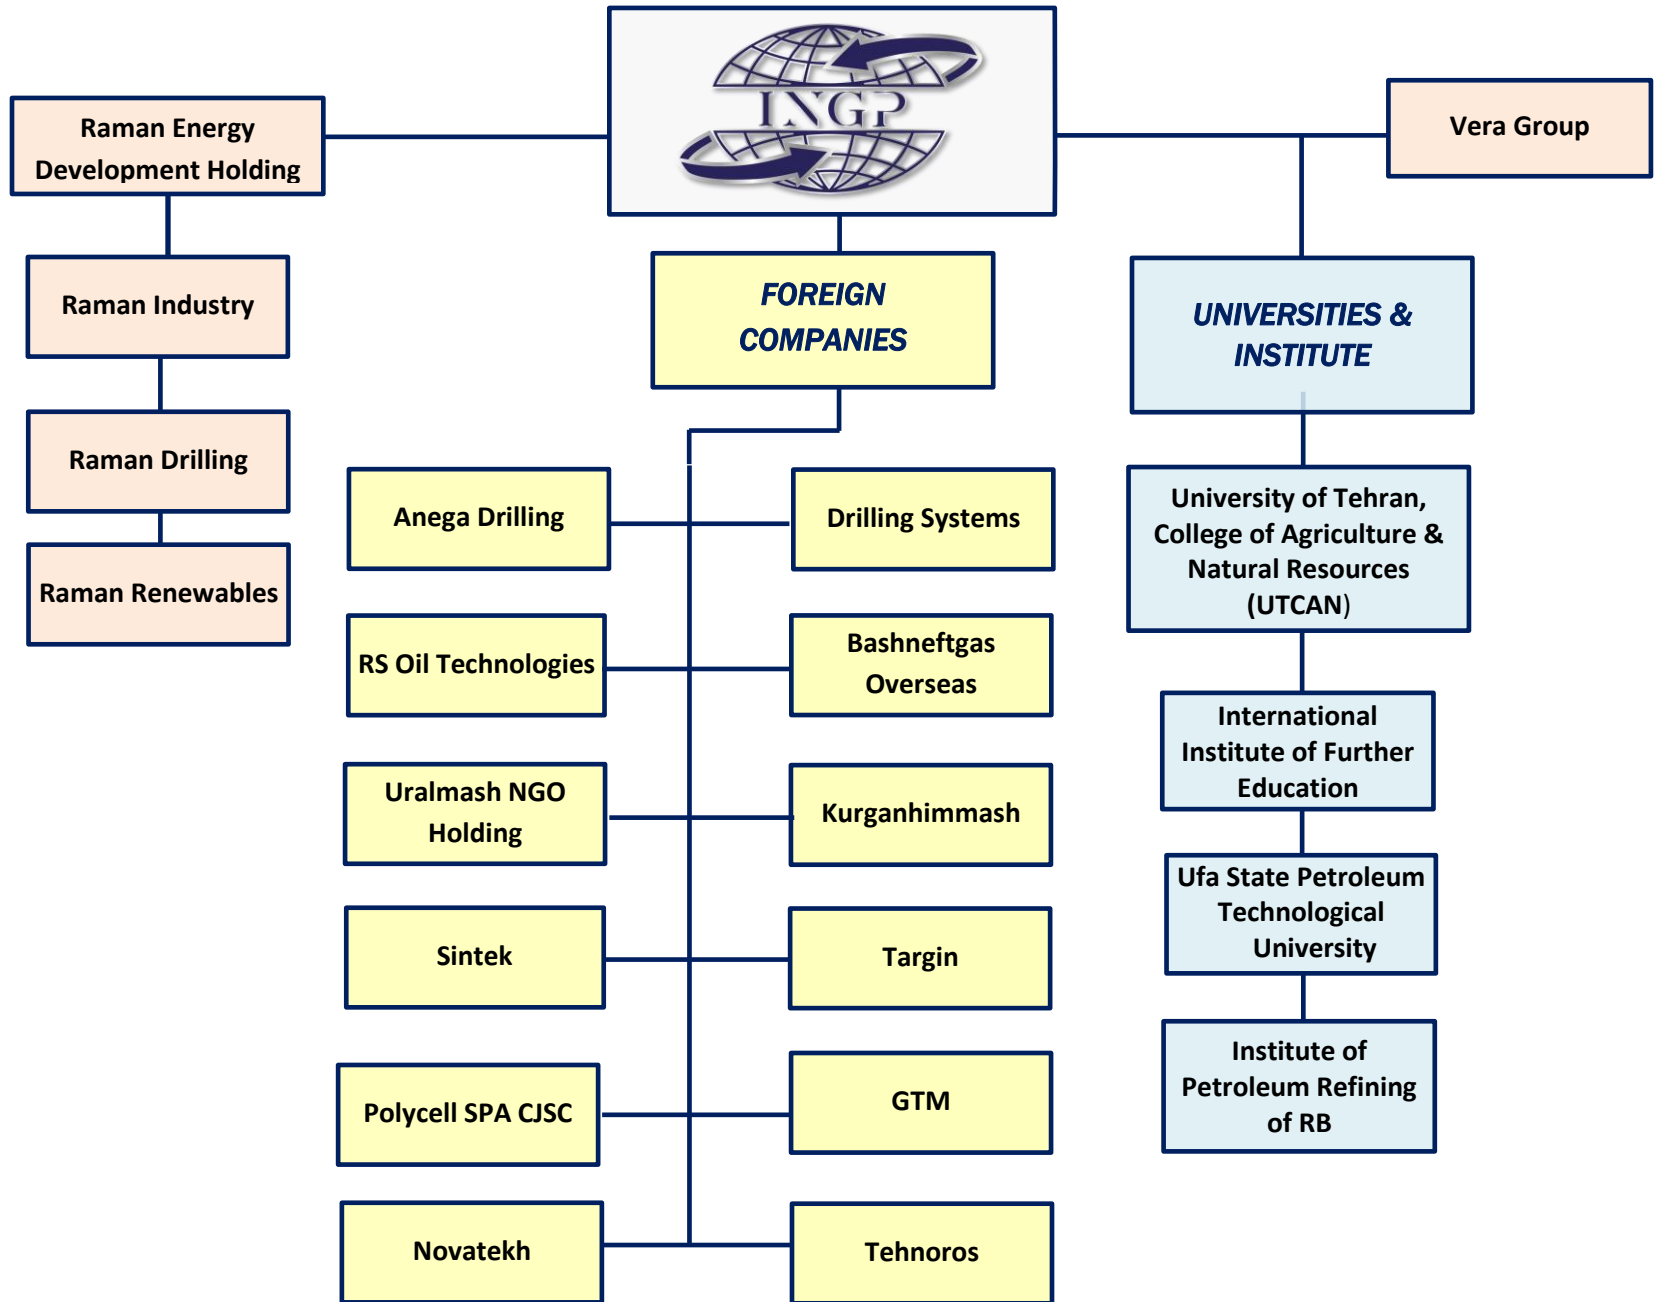 INGP
Raman Energy
Development Holding
Vera Group
Raman Industry
Raman Drilling
Raman Renewables
FOREIGN
COMPANIES
Anega Drilling
Drilling Systems
RS Oil Technologies
Bashneftgas
Overseas
Uralmash NGO
Holding
Kurganhimmash
Sintek
Targin
Polycell SPA CJSC
GTM
Novatekh
Tehnoros
UNIVERSITIES &
INSTITUTE
University of Tehran,
College of Agriculture &
Natural Resources
(UTCAN)
International
Institute of Further
Education
Ufa State Petroleum
Technological
University
Institute of
Petroleum Refining
of RB